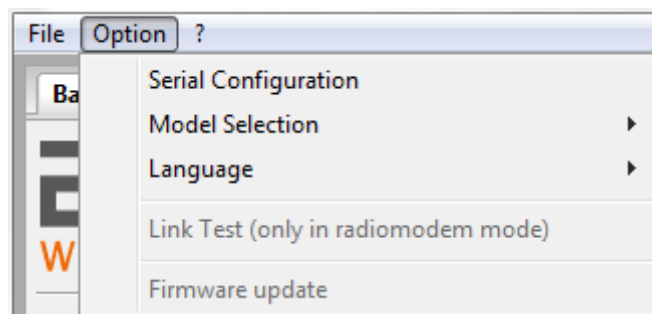 File Option ?
Ba
Serial Configuration
Model Selection
Language
W
Link Test (only in radiomodem mode)
Firmware update